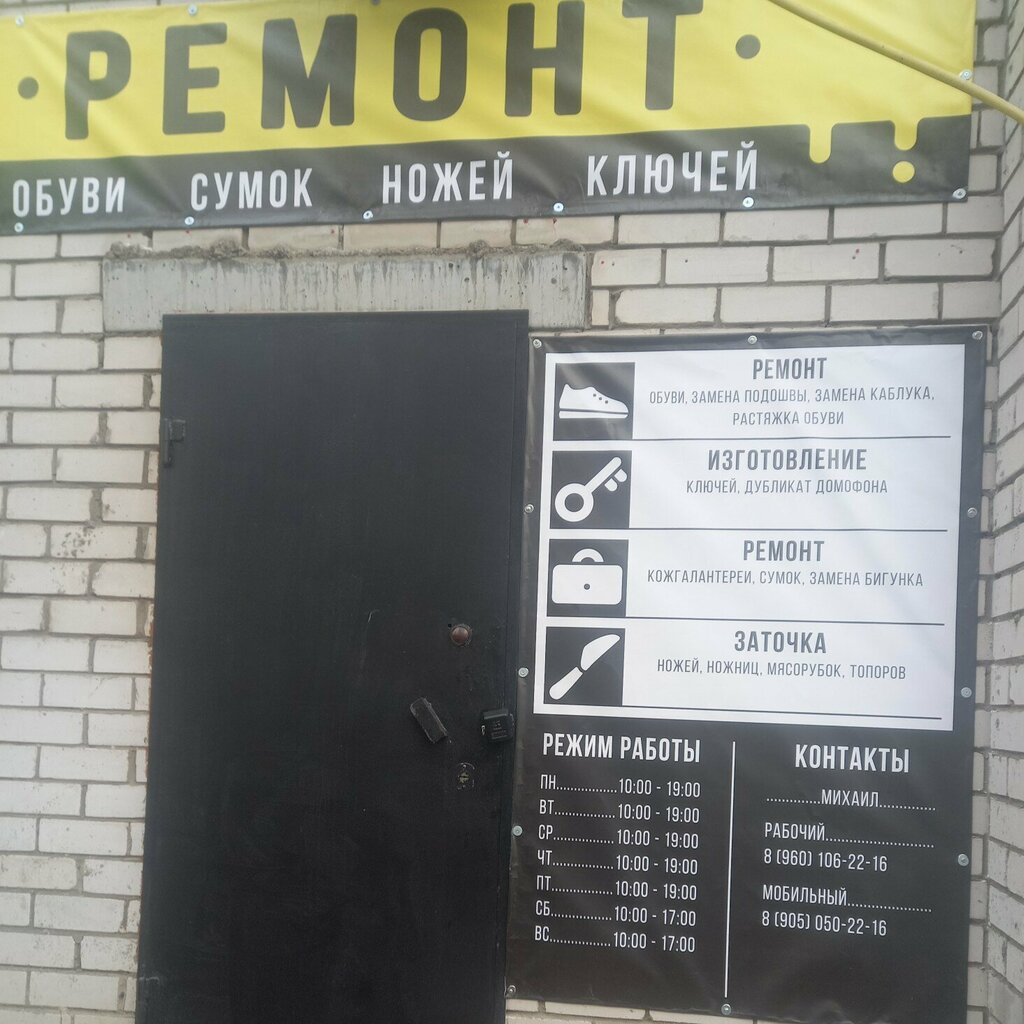 • РЕМОНТ •
ОБУВИ СУМОК НОЖЕЙ КЛЮЧЕЙ
РЕМОНТ
ОБУВИ, ЗАМЕНА ПОДОШВЫ, ЗАМЕНА КАБЛУКА,
РАСТЯЖКА ОБУВИ
ИЗГОТОВЛЕНИЕ
КЛЮЧЕЙ, ДУБЛИКАТ ДОМОФОНА
РЕМОНТ
КОЖГАЛАНТЕРЕИ, СУМОК, ЗАМЕНА БИГУНКА
ЗАТОЧКА
НОЖЕЙ, НОЖНИЦ, МЯСОРУБОК, ТОПОРОВ
РЕЖИМ РАБОТЫ
ПН.................10:00 - 19:00
ВТ.................10:00 - 19:00
СР.................10:00 - 19:00
ЧТ.................10:00 - 19:00
ПТ.................10:00 - 19:00
СБ.................10:00 - 17:00
ВС.................10:00 - 17:00
КОНТАКТЫ
..............МИХАИЛ..............
РАБОЧИЙ..........................
8 (960) 106-22-16
МОБИЛЬНЫЙ....................
8 (905) 050-22-16